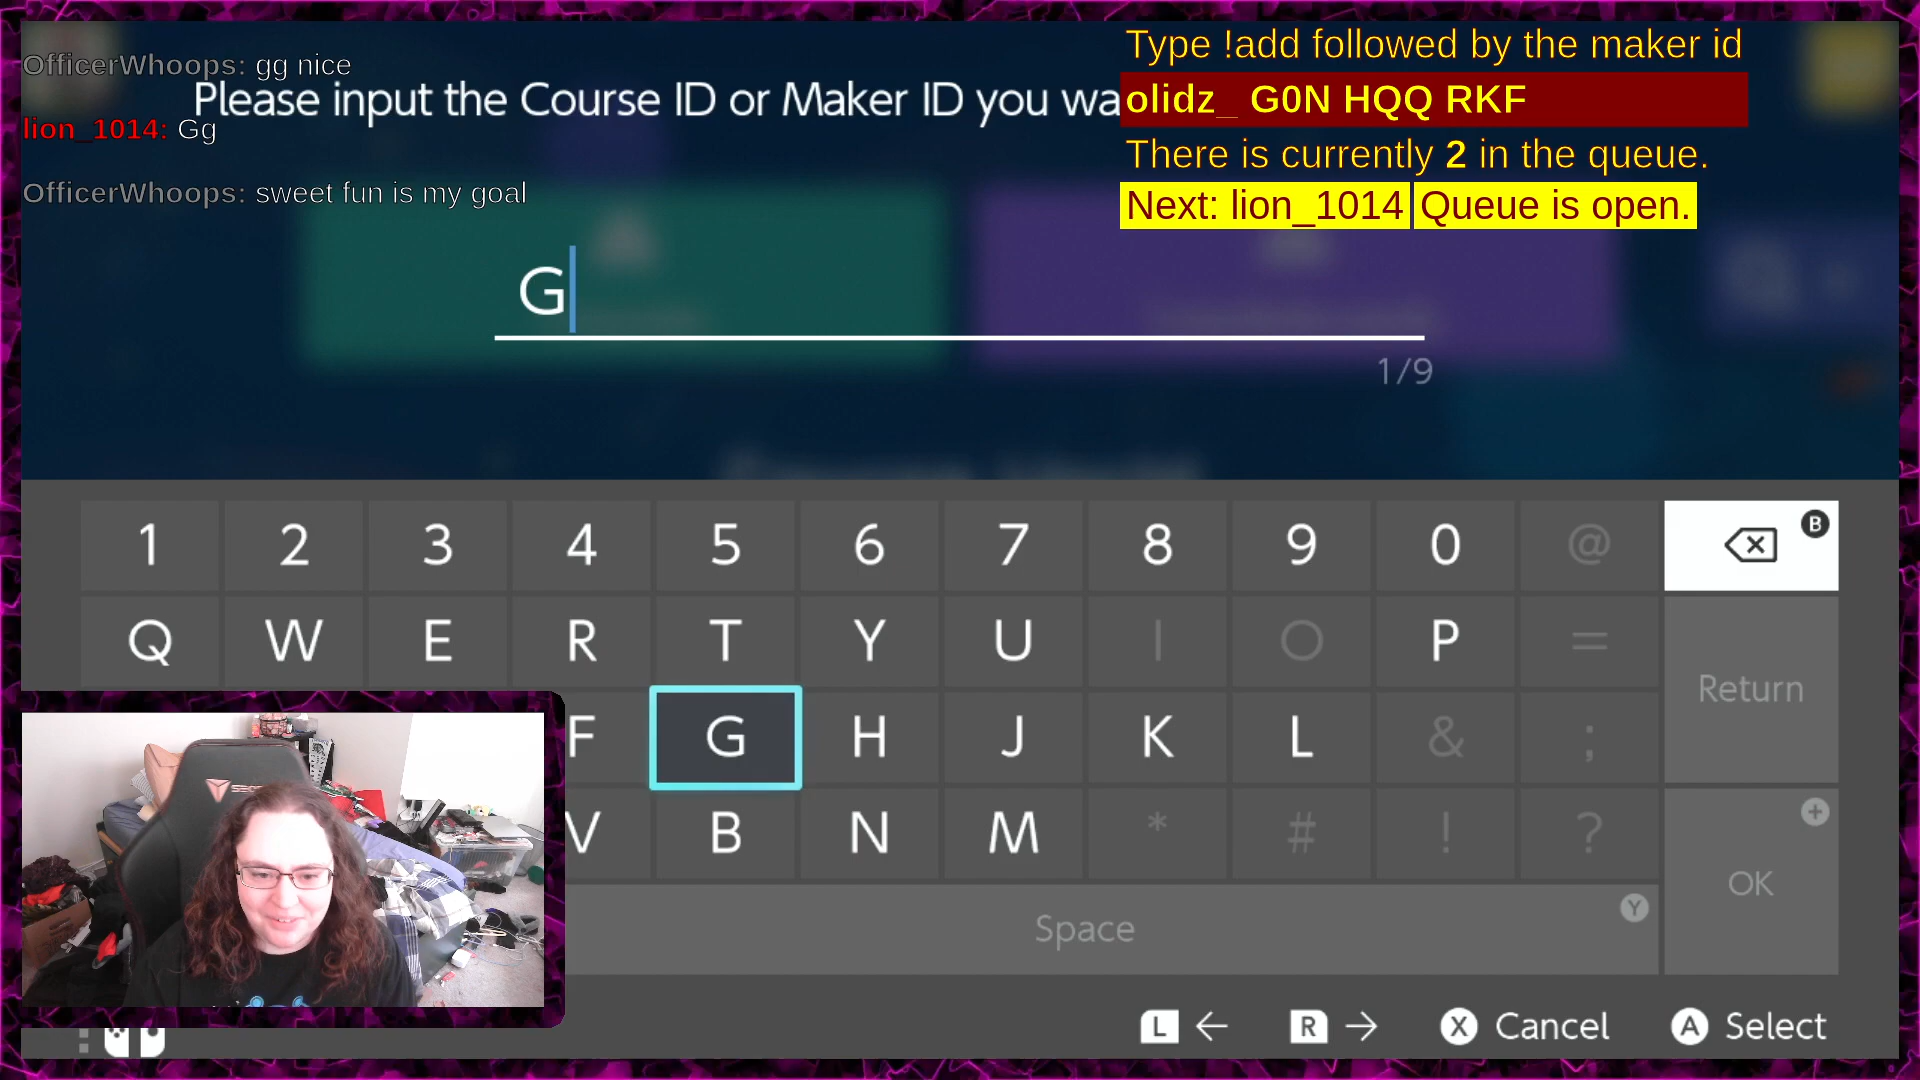 OfficerWhoops: gg nice
lion_1014: Gg
OfficerWhoops: sweet fun is my goal
Please input the Course ID or Maker ID you wa
Type !add followed by the maker id
olidz_ G0N HQQ RKF
There is currently 2 in the queue.
Next: lion_1014 Queue is open.
G
1/9
1 2 3 4 5 6 7 8 9 0 @ B
Q W E R T Y U I O P =
Return
F G H J K L & ;
V B N M * # ! ?
+
OK
Space Y
L ← R → X Cancel A Select